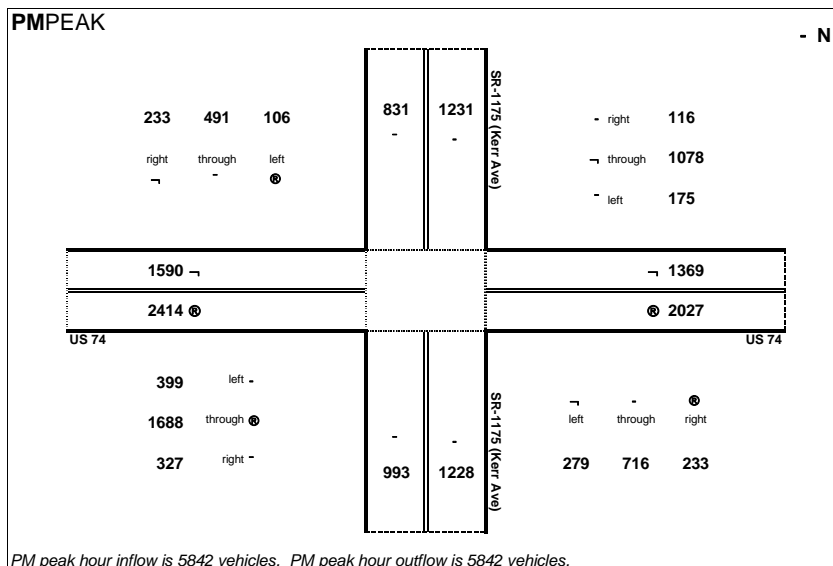 PMPEAK
- N
233 491 106
right through left
¬ - ®
831 1231
- -
SR-1175 (Kerr Ave)
- right 116
¬ through 1078
- left 175
1590 ¬
¬ 1369
2414 ®
® 2027
US 74
US 74
399 left -
1688 through ®
327 right -
- -
993 1228
SR-1175 (Kerr Ave)
¬ - ®
left through right
279 716 233
PM peak hour inflow is 5842 vehicles. PM peak hour outflow is 5842 vehicles.